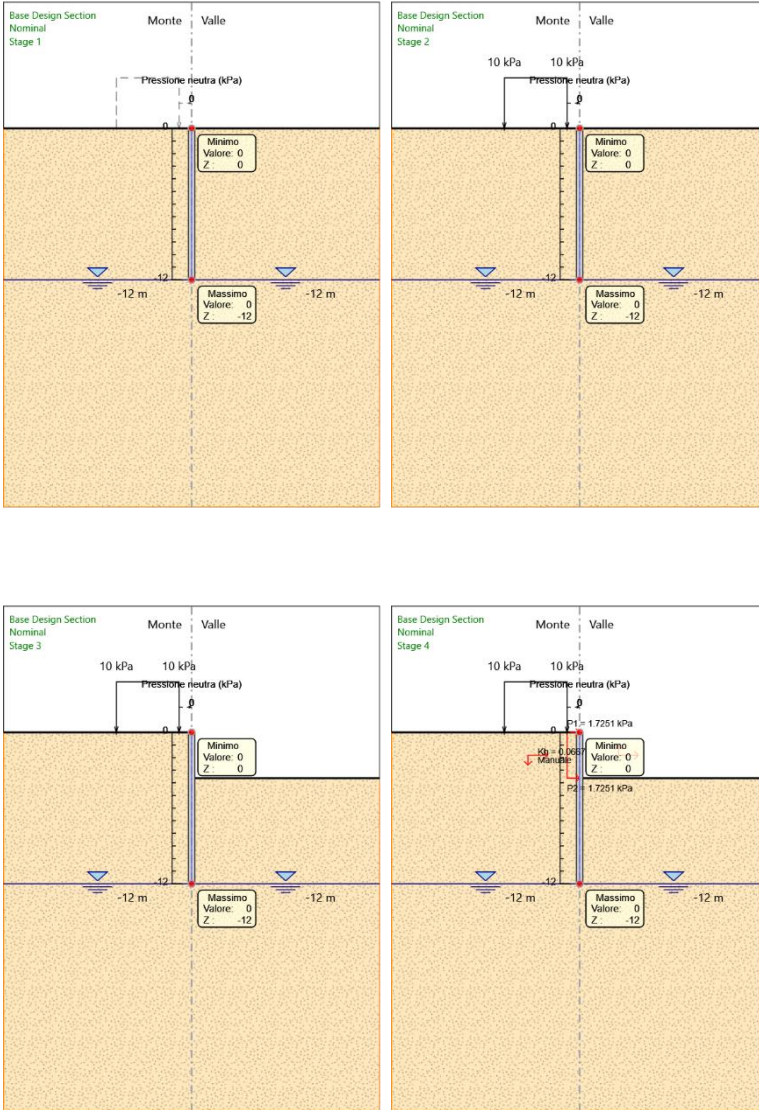 Base Design Section
Nominal
Stage 1
Monte
Valle
Pressione neutra (kPa)
0
0
Minimo
Valore: 0
Z : 0
-12
-12 m
-12 m
Massimo
Valore: 0
Z : -12
Base Design Section
Nominal
Stage 2
Monte
Valle
10 kPa
10 kPa
Pressione neutra (kPa)
0
0
Minimo
Valore: 0
Z : 0
-12
-12 m
-12 m
Massimo
Valore: 0
Z : -12
Base Design Section
Nominal
Stage 3
Monte
Valle
10 kPa
10 kPa
Pressione neutra (kPa)
0
0
Minimo
Valore: 0
Z : 0
-12
-12 m
-12 m
Massimo
Valore: 0
Z : -12
Base Design Section
Nominal
Stage 4
Monte
Valle
10 kPa
10 kPa
Pressione neutra (kPa)
0
P1 = 1.7251 kPa
0
Minimo
Valore: 0
Z : 0
Kh = 0.0667
Manuale
P2 = 1.7251 kPa
-12
-12 m
-12 m
Massimo
Valore: 0
Z : -12